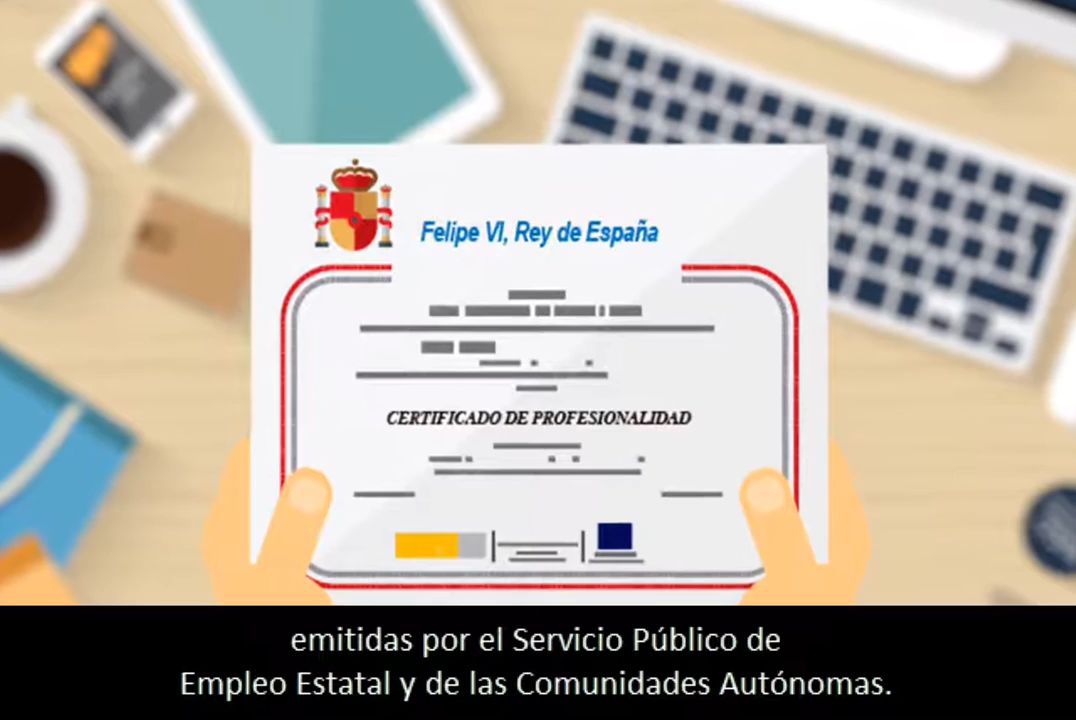 Felipe VI, Rey de España
CERTIFICADO DE PROFESIONALIDAD
emitidas por el Servicio Público de
Empleo Estatal y de las Comunidades Autónomas.